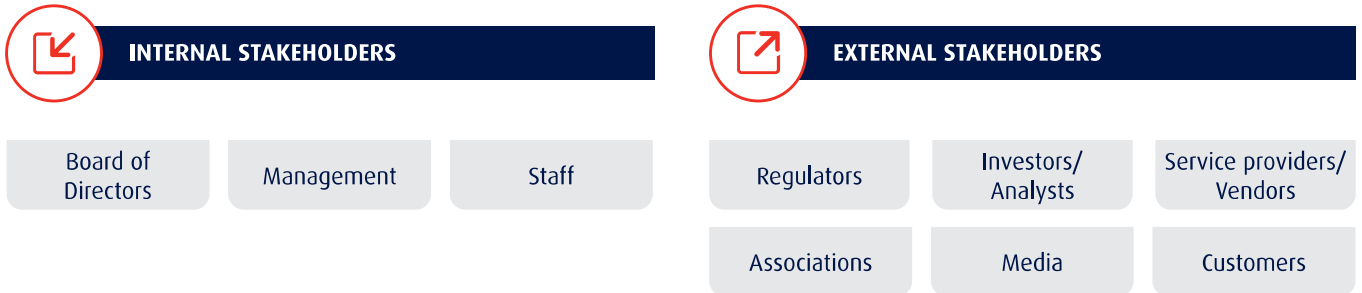 INTERNAL STAKEHOLDERS
Board of
Directors
Management
Staff
EXTERNAL STAKEHOLDERS
Regulators
Investors/
Analysts
Service providers/
Vendors
Associations
Media
Customers